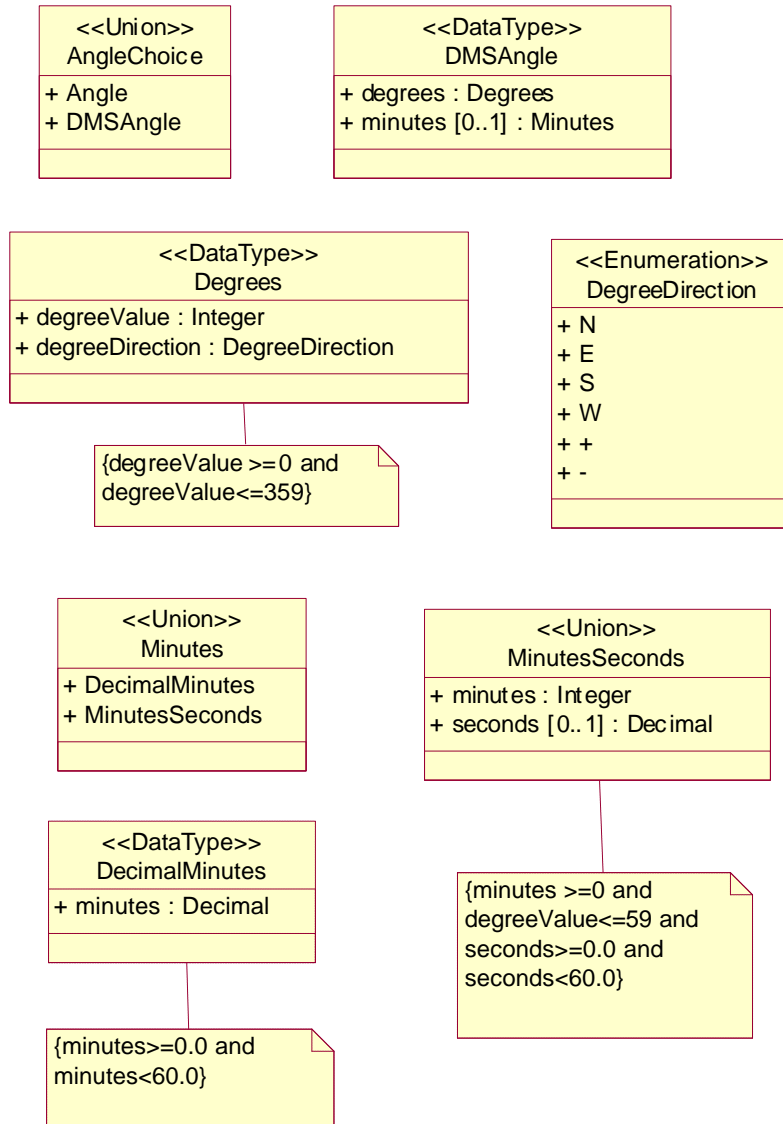 <<Union>>
AngleChoice
+ Angle
+ DMSAngle
<<DataType>>
DMSAngle
+ degrees : Degrees
+ minutes [0..1] : Minutes
<<DataType>>
Degrees
+ degreeValue : Integer
+ degreeDirection : DegreeDirection
{degreeValue >=0 and
degreeValue<=359}
<<Enumeration>>
DegreeDirection
+ N
+ E
+ S
+ W
+ +
+ -
<<Union>>
Minutes
+ DecimalMinutes
+ MinutesSeconds
<<Union>>
MinutesSeconds
+ minutes : Integer
+ seconds [0..1] : Decimal
<<DataType>>
DecimalMinutes
+ minutes : Decimal
{minutes >=0 and
degreeValue<=59 and
seconds>=0.0 and
seconds<60.0}
{minutes>=0.0 and
minutes<60.0}